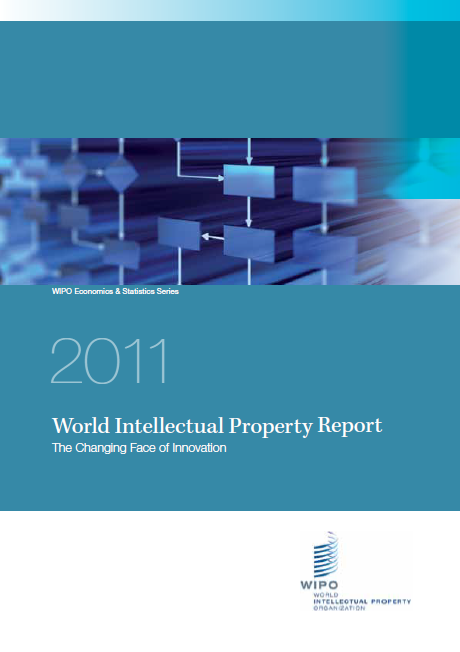 WIPO Economics & Statistics Series
2011
World Intellectual Property Report
The Changing Face of Innovation
WIPO
WORLD
INTELLECTUAL PROPERTY
ORGANIZATION